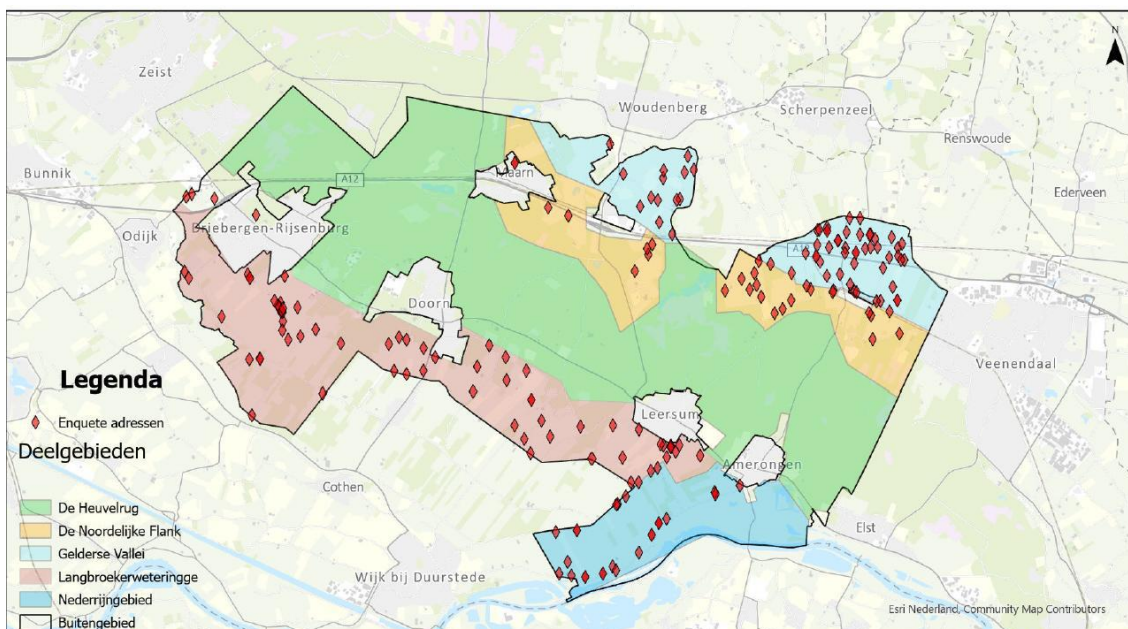 N
Zeist
Woudenberg
Scherpenzeel
Renswoude
Bunnik
Maarn
A12
Ederveen
Odijk
Driebergen-Rijsenburg
A12
Doorn
Veenendaal
Legenda
Enquete adressen
Leersum
Deelgebieden
Amerongen
Cothen
De Heuvelrug
Elst
De Noordelijke Flank
Gelderse Vallei
Langbroekerweteringge
Wijk bij Duurstede
Nederrijngebied
Esri Nederland, Community Map Contributors
Buitengebied